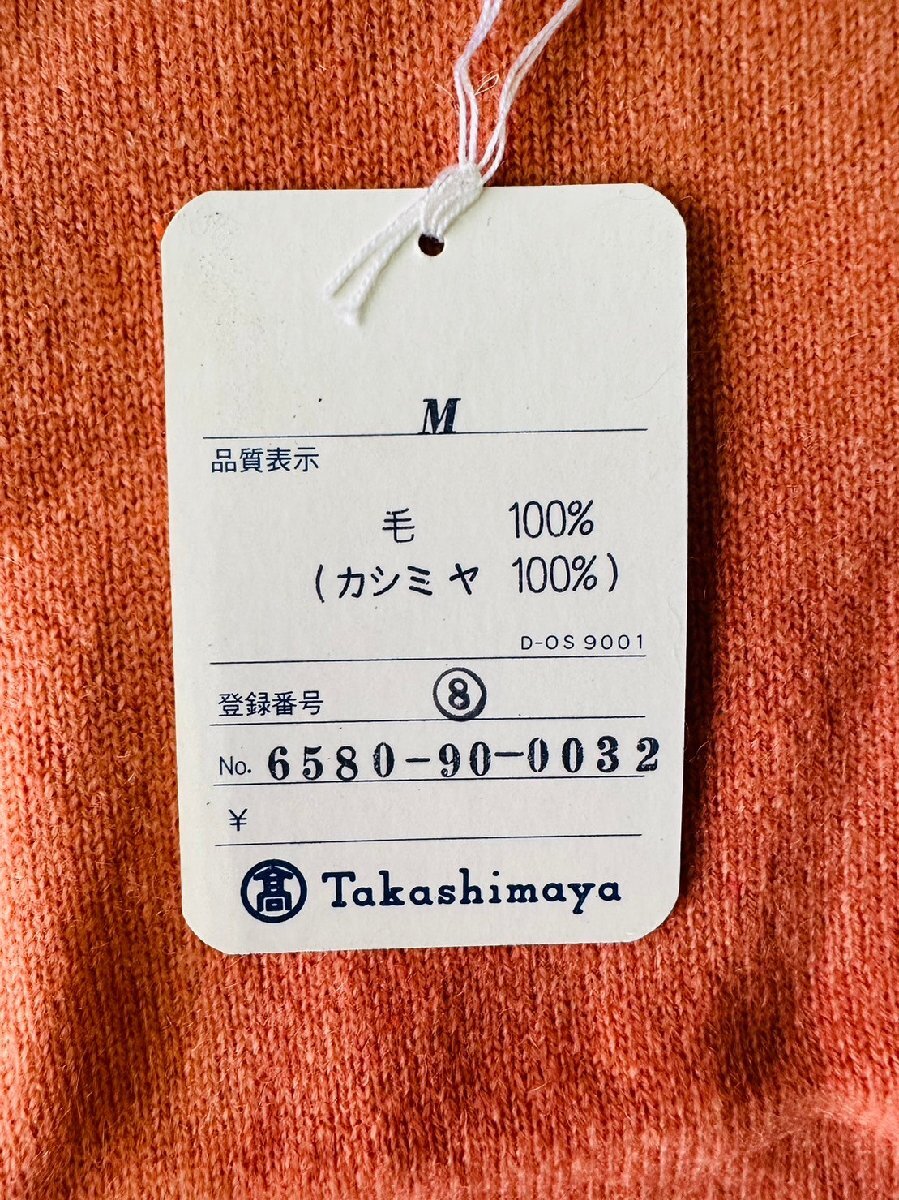 M
品質表示
毛 100%
(カシミヤ 100%)
D-OS 9001
登録番号 ⑧
No. 6580-90-0032
¥
髙 Takashimaya